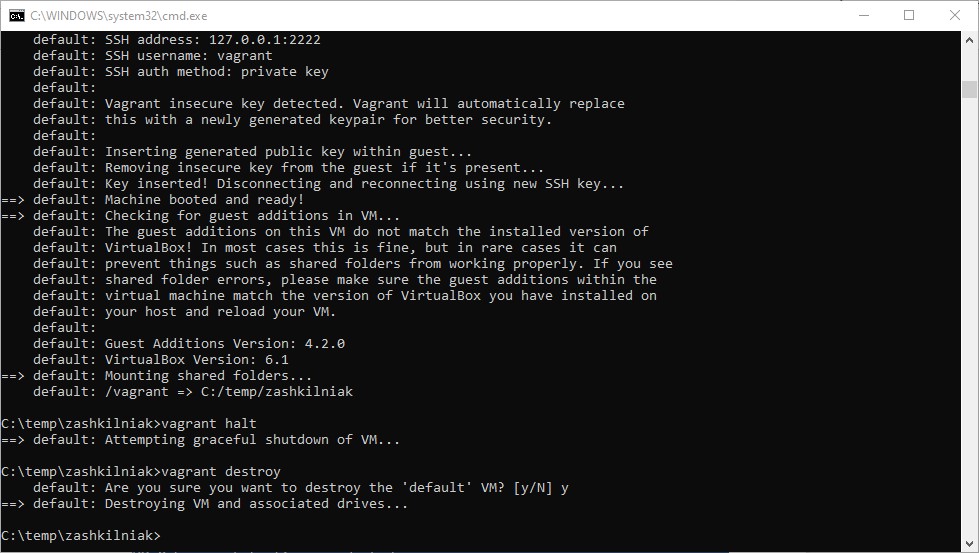 C:\WINDOWS\system32\cmd.exe
default: SSH address: 127.0.0.1:2222
default: SSH username: vagrant
default: SSH auth method: private key
default:
default: Vagrant insecure key detected. Vagrant will automatically replace
default: this with a newly generated keypair for better security.
default:
default: Inserting generated public key within guest...
default: Removing insecure key from the guest if it's present...
default: Key inserted! Disconnecting and reconnecting using new SSH key...
==> default: Machine booted and ready!
==> default: Checking for guest additions in VM...
default: The guest additions on this VM do not match the installed version of
default: VirtualBox! In most cases this is fine, but in rare cases it can
default: prevent things such as shared folders from working properly. If you see
default: shared folder errors, please make sure the guest additions within the
default: virtual machine match the version of VirtualBox you have installed on
default: your host and reload your VM.
default:
default: Guest Additions Version: 4.2.0
default: VirtualBox Version: 6.1
==> default: Mounting shared folders...
default: /vagrant => C:/temp/zashkilniak
C:\temp\zashkilniak>vagrant halt
==> default: Attempting graceful shutdown of VM...
C:\temp\zashkilniak>vagrant destroy
default: Are you sure you want to destroy the 'default' VM? [y/N] y
==> default: Destroying VM and associated drives...
C:\temp\zashkilniak>